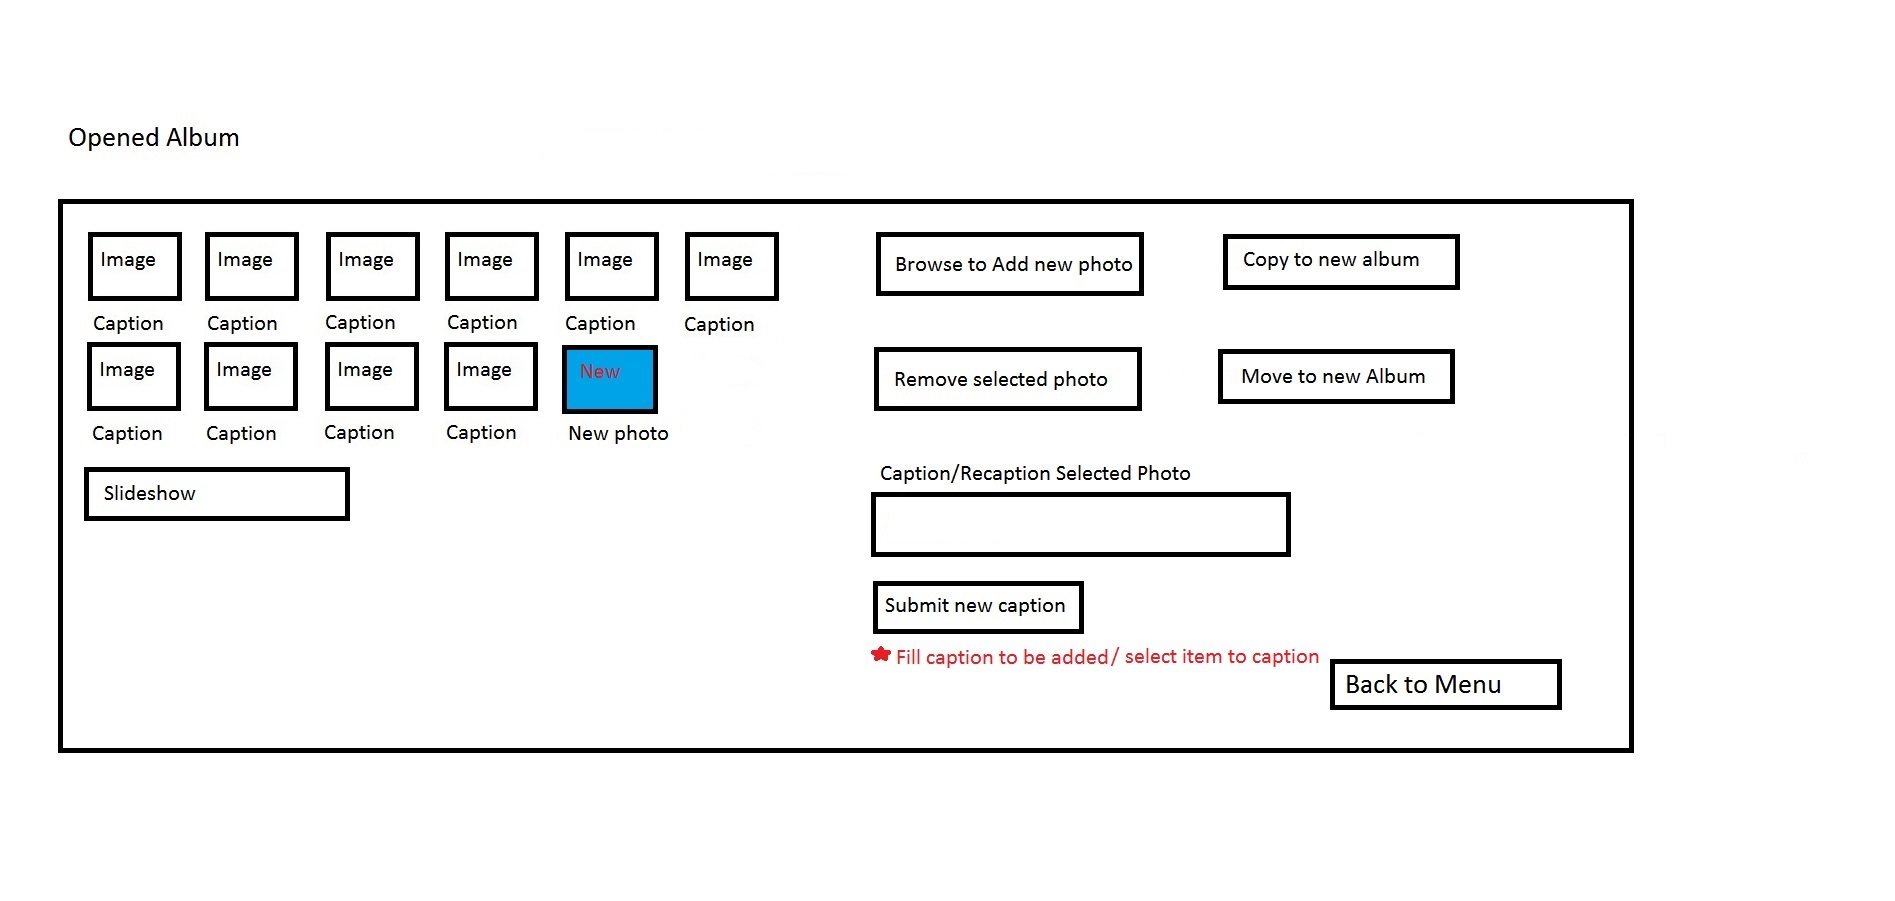 Opened Album
Image Image Image Image Image Image
Caption Caption Caption Caption Caption Caption
Image Image Image Image New
Caption Caption Caption Caption New photo
Slideshow
Browse to Add new photo
Copy to new album
Remove selected photo
Move to new Album
Caption/Recaption Selected Photo
Submit new caption
Fill caption to be added/ select item to caption
Back to Menu